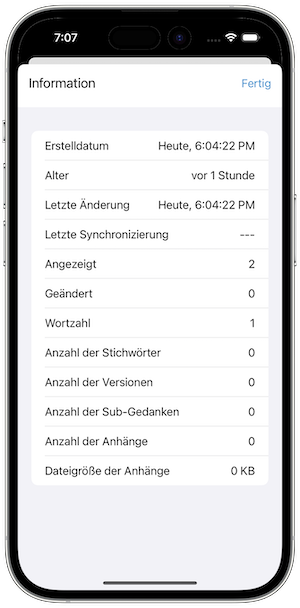 7:07
Information Fertig
Erstelldatum Heute, 6:04:22 PM
Alter vor 1 Stunde
Letzte Änderung Heute, 6:04:22 PM
Letzte Synchronizierung ---
Angezeigt 2
Geändert 0
Wortzahl 1
Anzahl der Stichwörter 0
Anzahl der Versionen 0
Anzahl der Sub-Gedanken 0
Anzahl der Anhänge 0
Dateigröße der Anhänge 0 KB